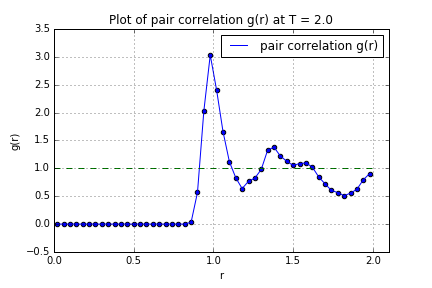 Plot of pair correlation g(r) at T = 2.0
pair correlation g(r)
g(r)
3.5
3.0
2.5
2.0
1.5
1.0
0.5
0.0
−0.5
0.0 0.5 1.0 1.5 2.0
r